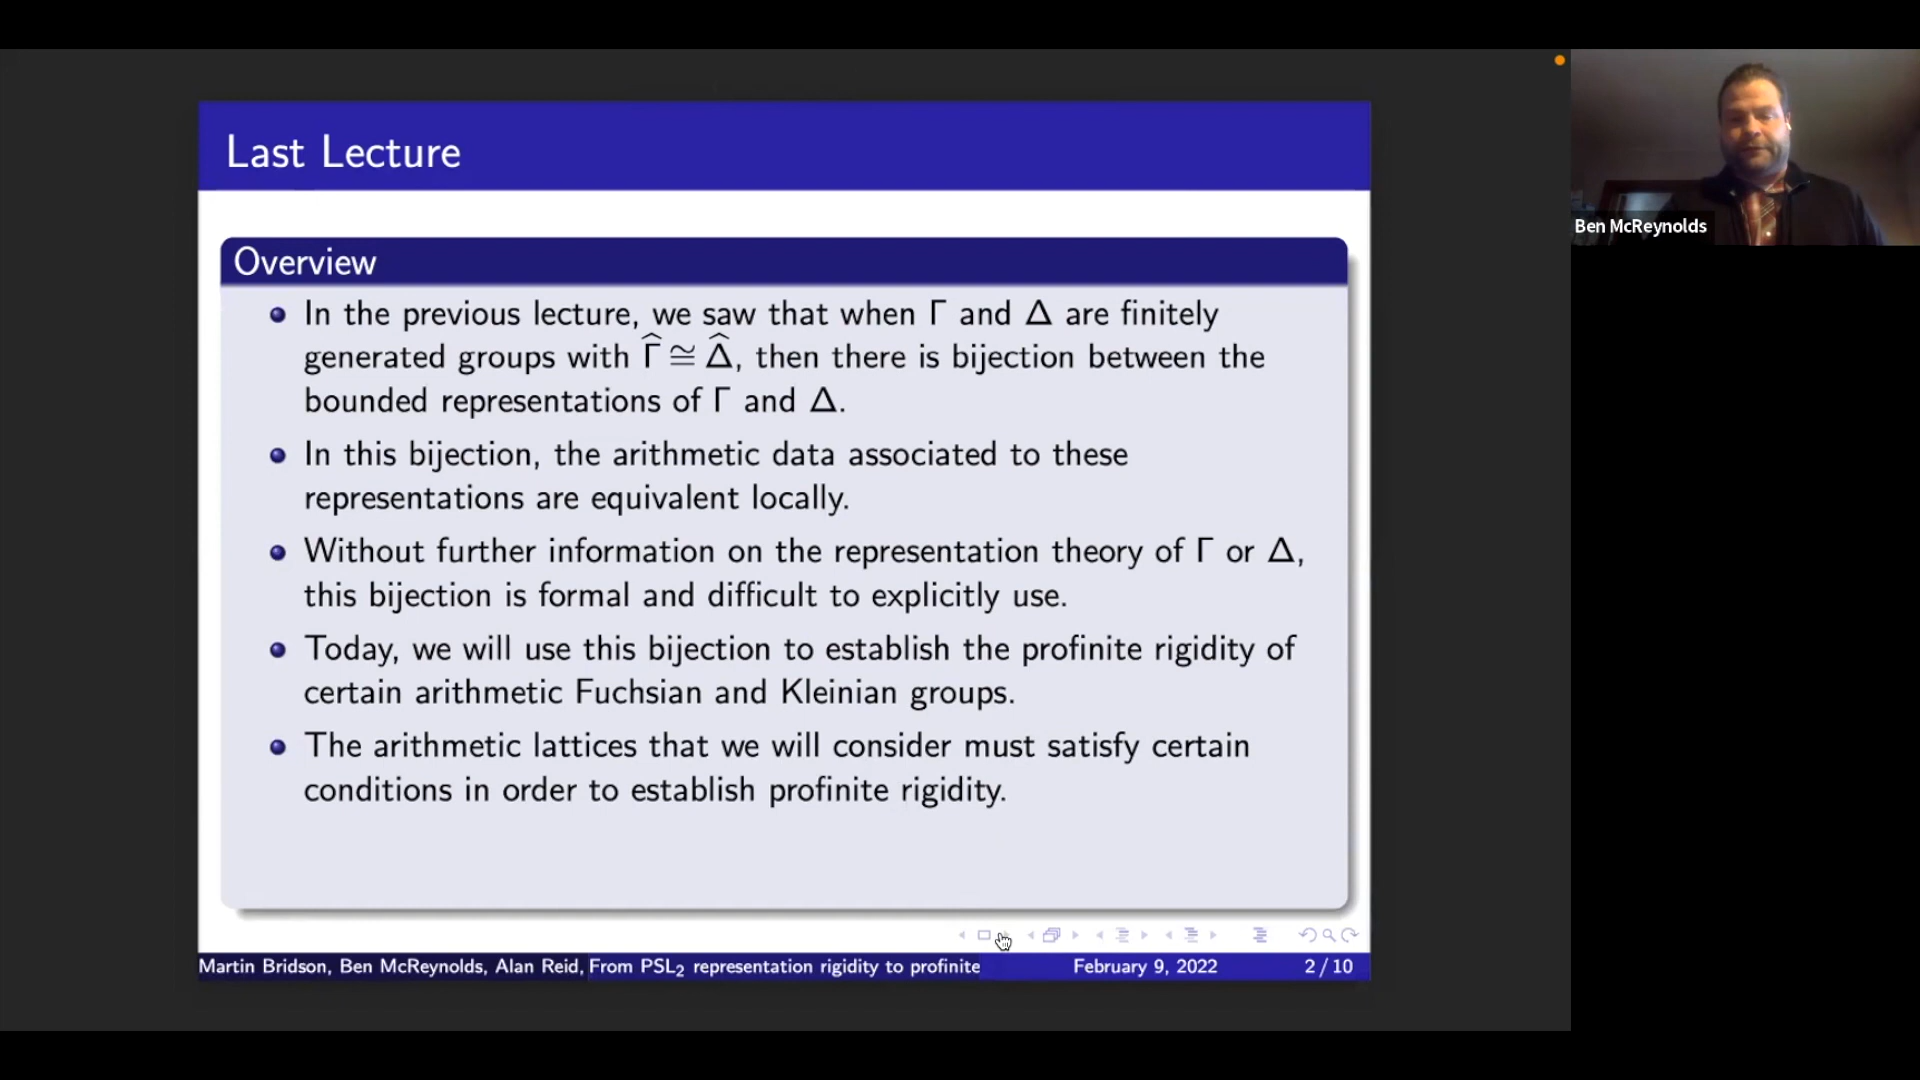 Last Lecture
Overview
In the previous lecture, we saw that when Γ and Δ are finitely
generated groups with Γ̂ ≅ Δ̂, then there is bijection between the
bounded representations of Γ and Δ.
In this bijection, the arithmetic data associated to these
representations are equivalent locally.
Without further information on the representation theory of Γ or Δ,
this bijection is formal and difficult to explicitly use.
Today, we will use this bijection to establish the profinite rigidity of
certain arithmetic Fuchsian and Kleinian groups.
The arithmetic lattices that we will consider must satisfy certain
conditions in order to establish profinite rigidity.
Martin Bridson, Ben McReynolds, Alan Reid, From PSL₂ representation rigidity to profinite
February 9, 2022
2 / 10
Ben McReynolds